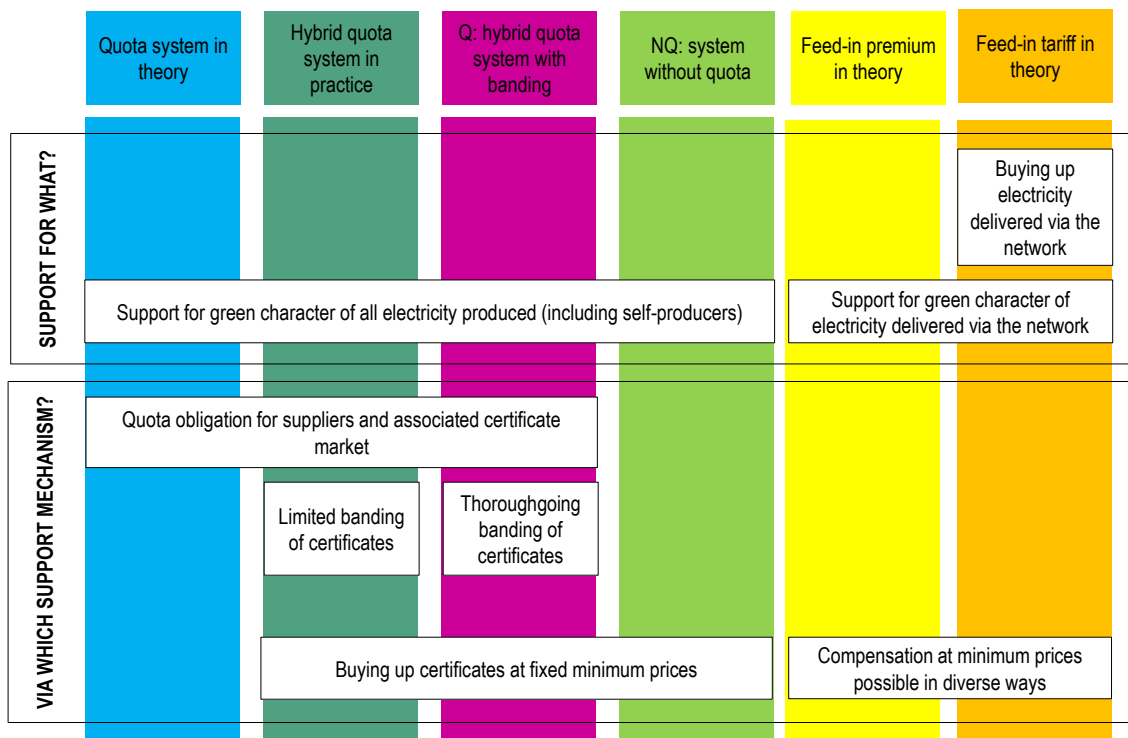 Quota system in
theory
Hybrid quota
system in
practice
Q: hybrid quota
system with
banding
NQ: system
without quota
Feed-in premium
in theory
Feed-in tariff in
theory
SUPPORT FOR WHAT?
Buying up
electricity
delivered via the
network
Support for green character of all electricity produced (including self-producers)
Support for green character of
electricity delivered via the network
VIA WHICH SUPPORT MECHANISM?
Quota obligation for suppliers and associated certificate
market
Limited banding
of certificates
Thoroughgoing
banding of
certificates
Buying up certificates at fixed minimum prices
Compensation at minimum prices
possible in diverse ways